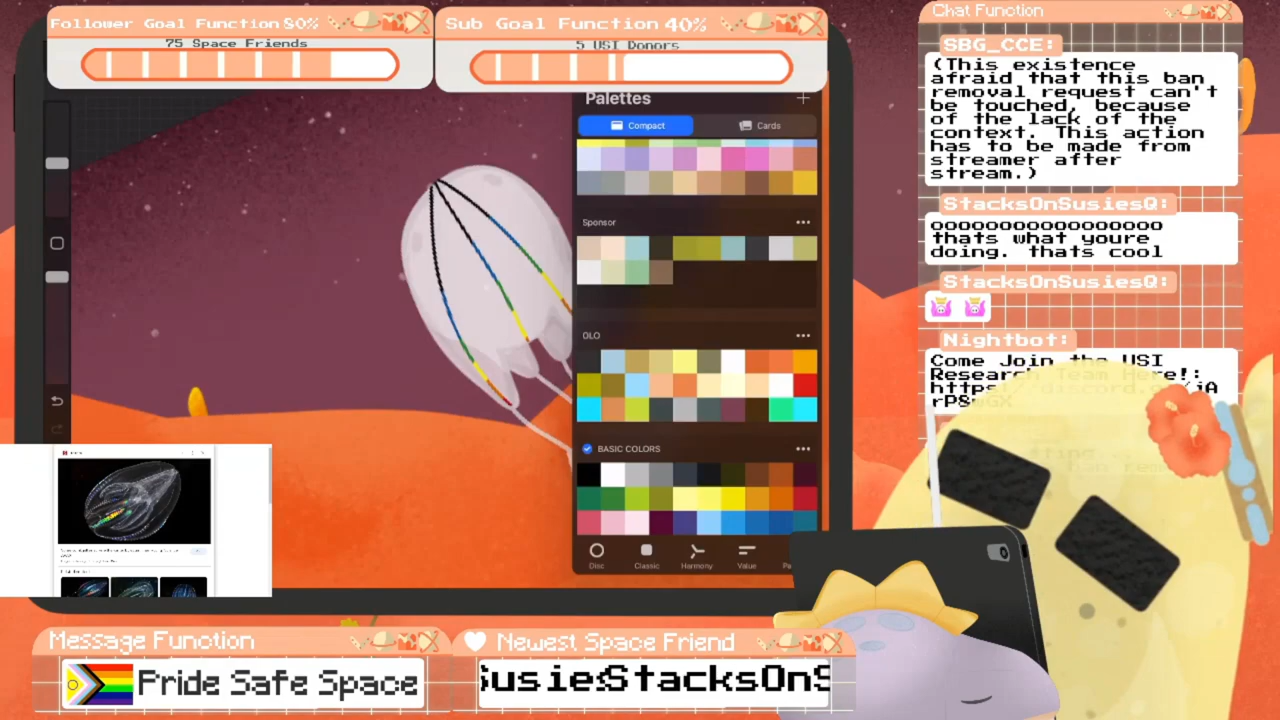 Follower Goal Function 80%
75 Space Friends
Sub Goal Function 40%
5 USI Donors
Palettes
Compact
Cards
Sponsor
OLO
BASIC COLORS
Disc
Classic
Harmony
Value
Chat Function
SBG_CCE:
(This existence
afraid that this ban
removal request can't
be touched, because
of the lack of the
context. This action
has to be made from
streamer after
stream.)
StacksOnSusiesQ:
ooooooooooooooooo
thats what youre
doing. thats cool
StacksOnSusiesQ:
Nightbot:
Come Join the USI
Research Team Here!:
Message Function
Pride Safe Space
Newest Space Friend
StacksOnS